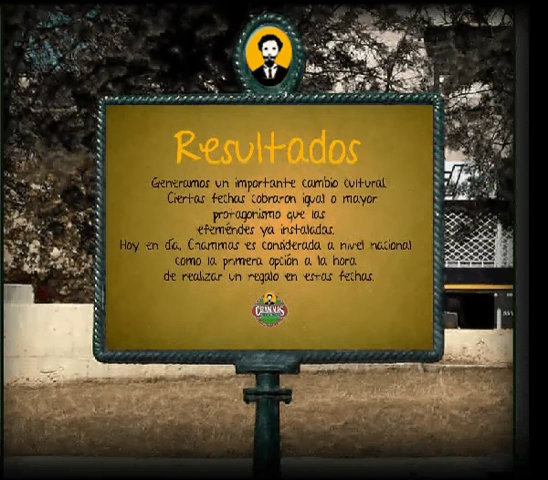 Resultados
Generamos un importante cambio cultural.
Ciertas fechas cobraron igual o mayor
protagonismo que las
efemérides ya instaladas.
Hoy en día, Chammas es considerada a nivel nacional
como la primera opción a la hora
de realizar un regalo en estas fechas.
CHAMMAS